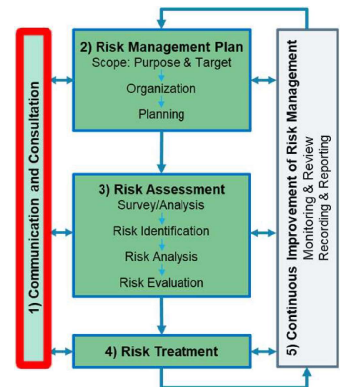 1) Communication and Consultation
2) Risk Management Plan
Scope: Purpose & Target
Organization
Planning
3) Risk Assessment
Survey/Analysis
Risk Identification
Risk Analysis
Risk Evaluation
4) Risk Treatment
5) Continuous Improvement of Risk Management
Monitoring & Review
Recording & Reporting